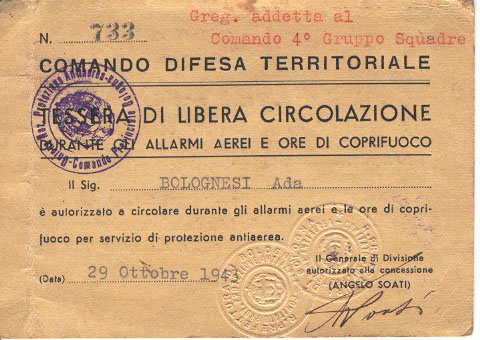 Greg. addetta al
N. 733
Comando 4° Gruppo Squadre
COMANDO DIFESA TERRITORIALE
TESSERA DI LIBERA CIRCOLAZIONE
DURANTE GLI ALLARMI AEREI E ORE DI COPRIFUOCO
Il Sig. BOLOGNESI Ada
è autorizzato a circolare durante gli allarmi aerei e le ore di copri-
fuoco per servizio di protezione antiaerea.
(Data) 29 Ottobre 1943
Il Generale di Divisione
autorizzato alla concessione
(ANGELO SOATI)